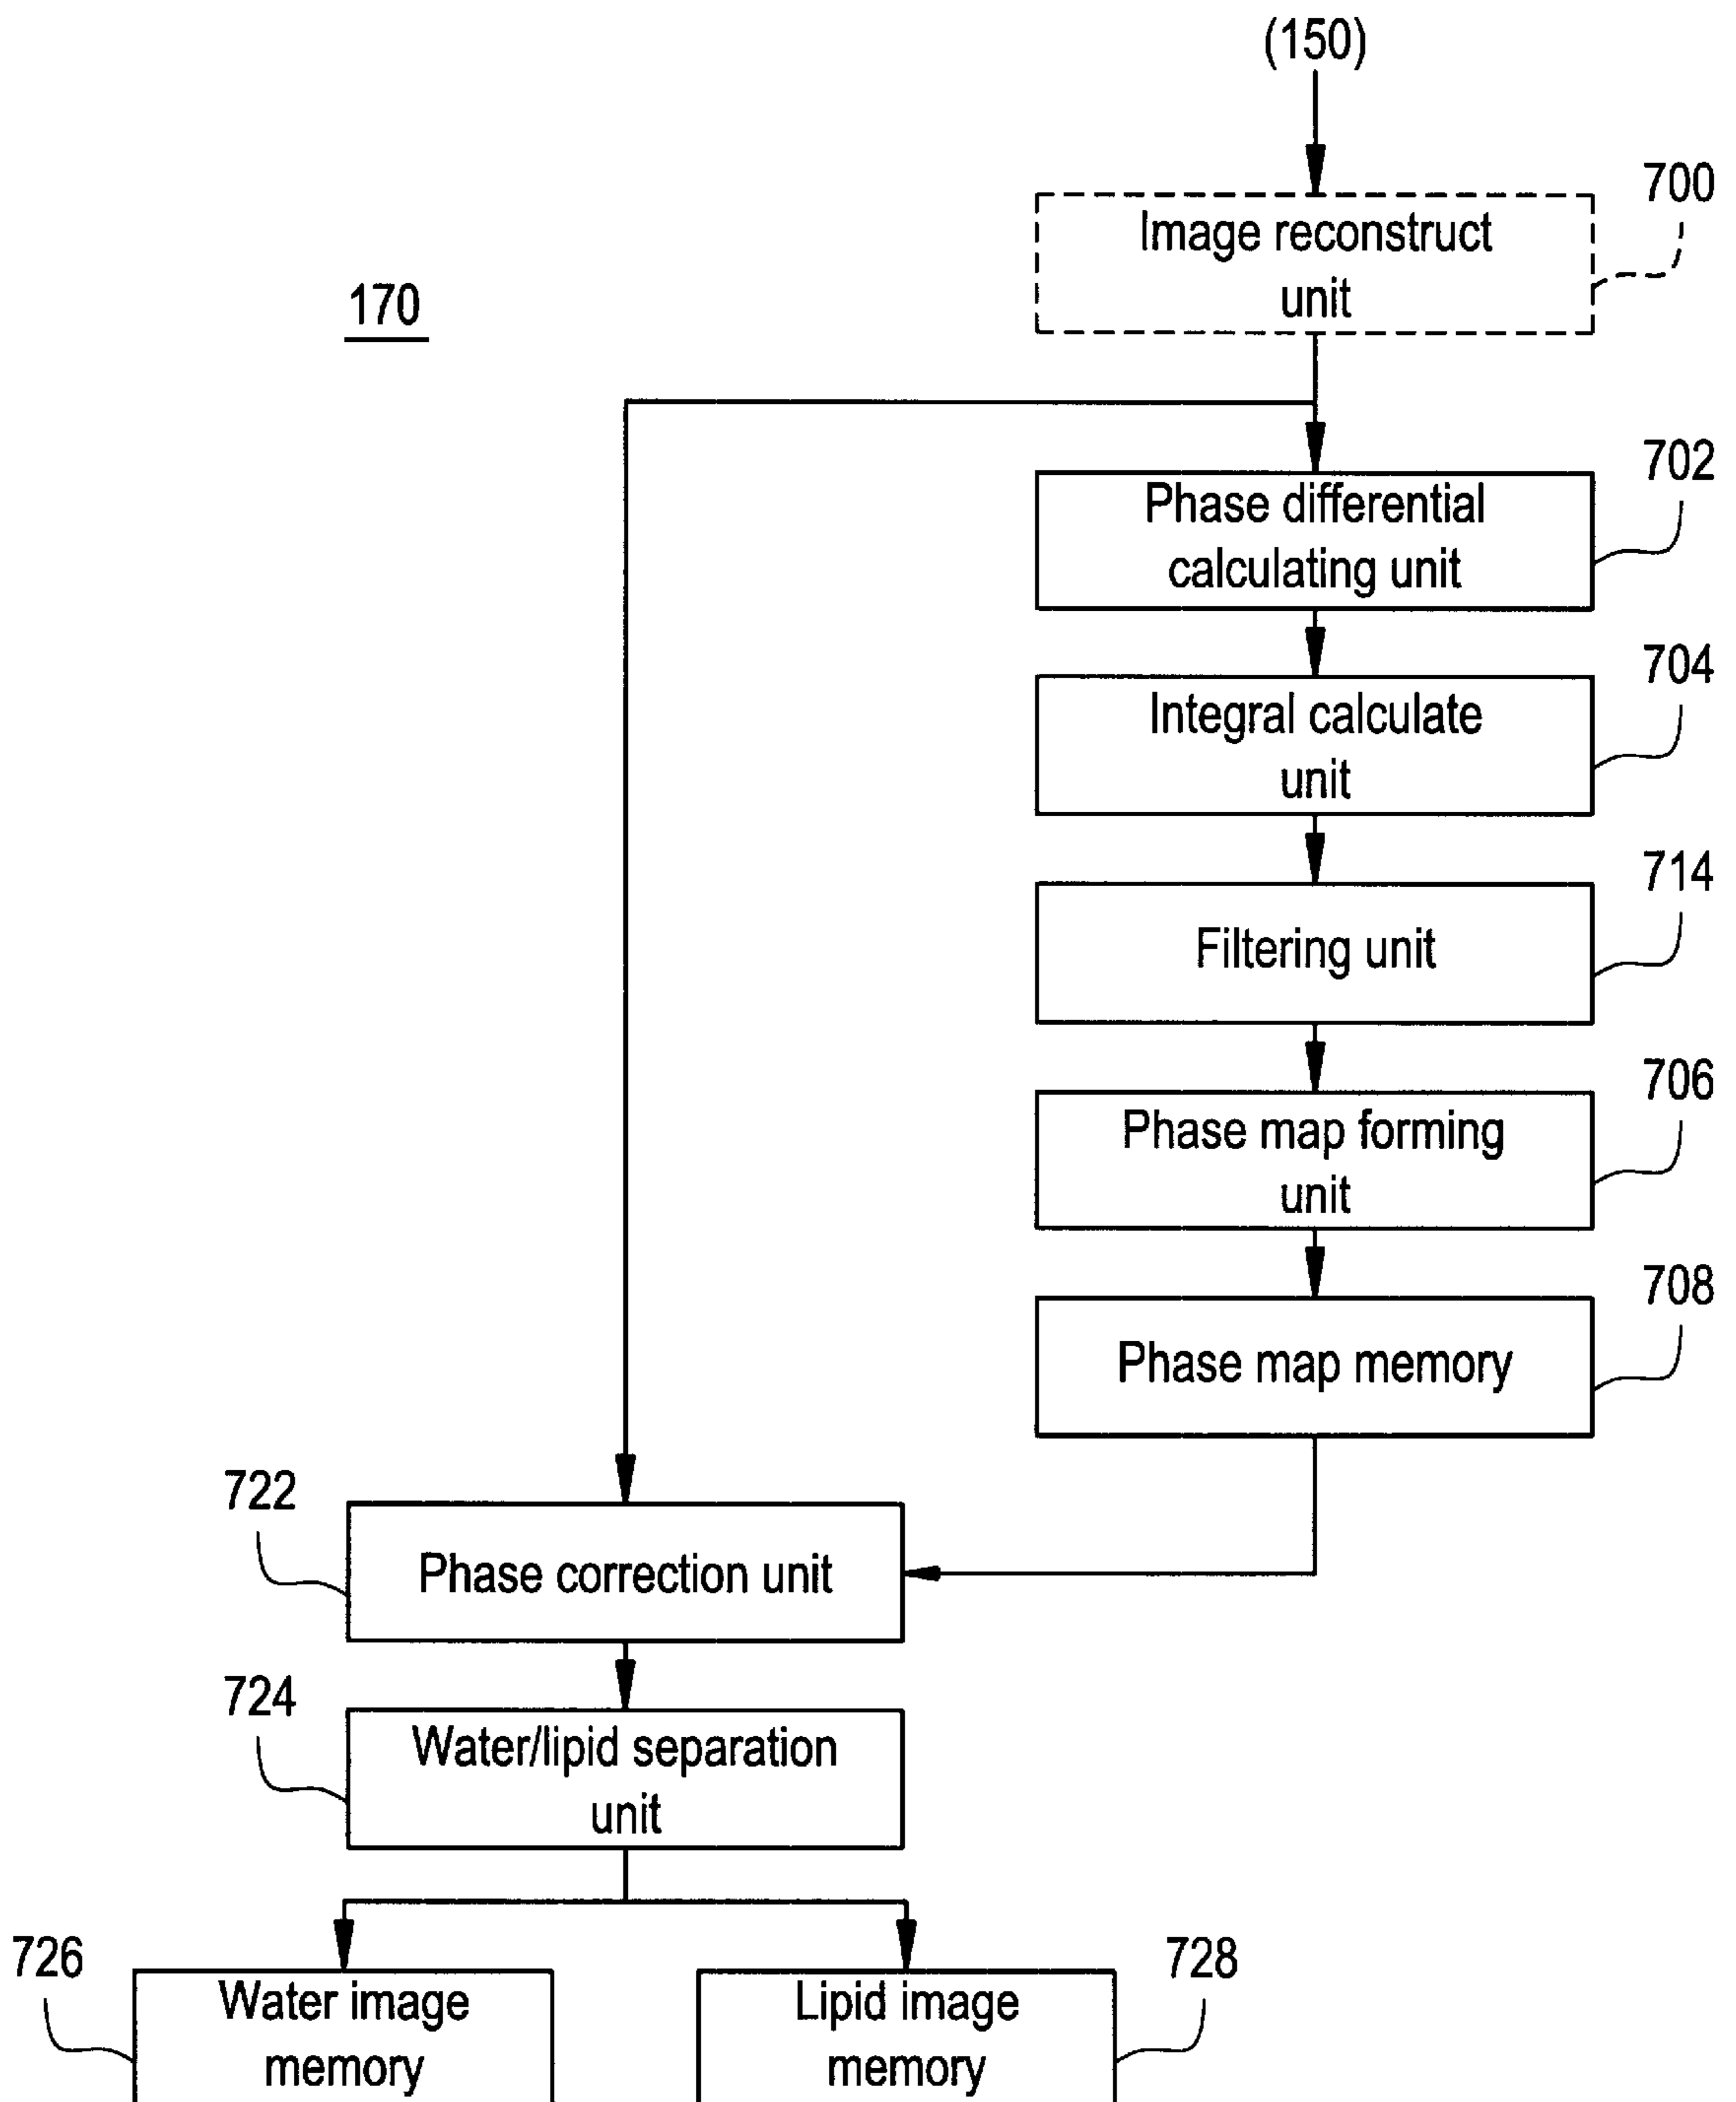 (150)
700
Image reconstruct
unit
170
702
Phase differential
calculating unit
704
Integral calculate
unit
714
Filtering unit
706
Phase map forming
unit
708
Phase map memory
722
Phase correction unit
724
Water/lipid separation
unit
726
Water image
memory
728
Lipid image
memory